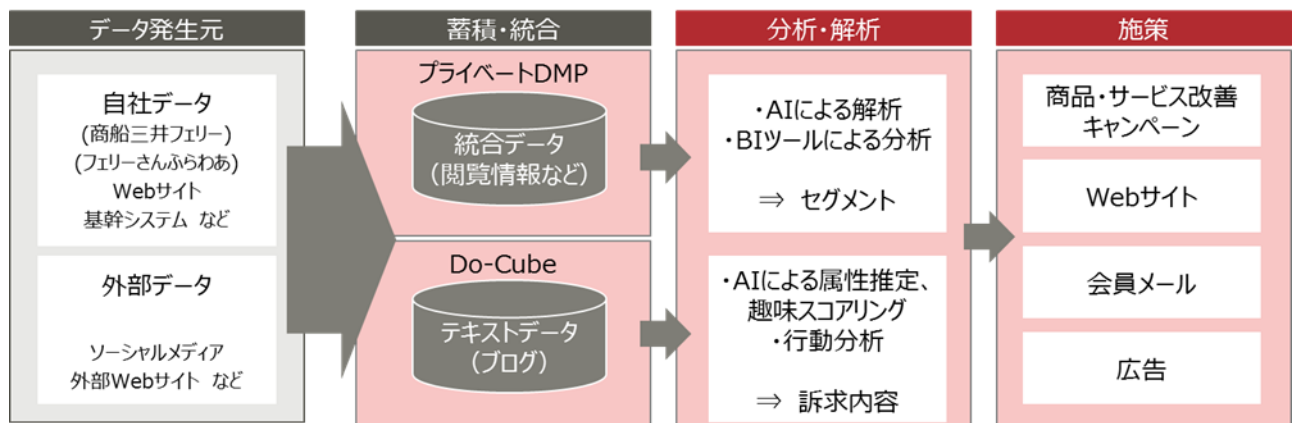 データ発生元
自社データ
(商船三井フェリー)
(フェリーさんふらわあ)
Webサイト
基幹システム など
外部データ
ソーシャルメディア
外部Webサイト など
蓄積・統合
プライベートDMP
統合データ
(閲覧情報など)
Do-Cube
テキストデータ
(ブログ)
分析・解析
・AIによる解析
・BIツールによる分析
⇒ セグメント
・AIによる属性推定、
趣味スコアリング
・行動分析
⇒ 訴求内容
施策
商品・サービス改善
キャンペーン
Webサイト
会員メール
広告